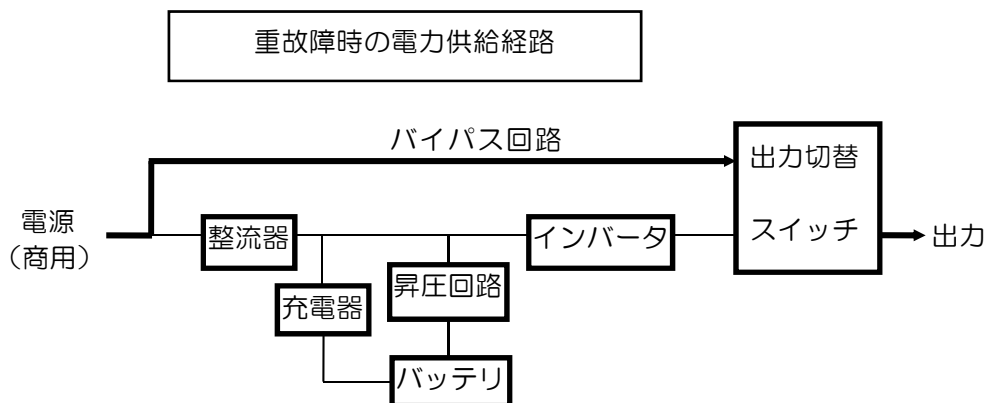 重故障時の電力供給経路
バイパス回路
出力切替
スイッチ
電源
（商用）
整流器
インバータ
出力
充電器
昇圧回路
バッテリ